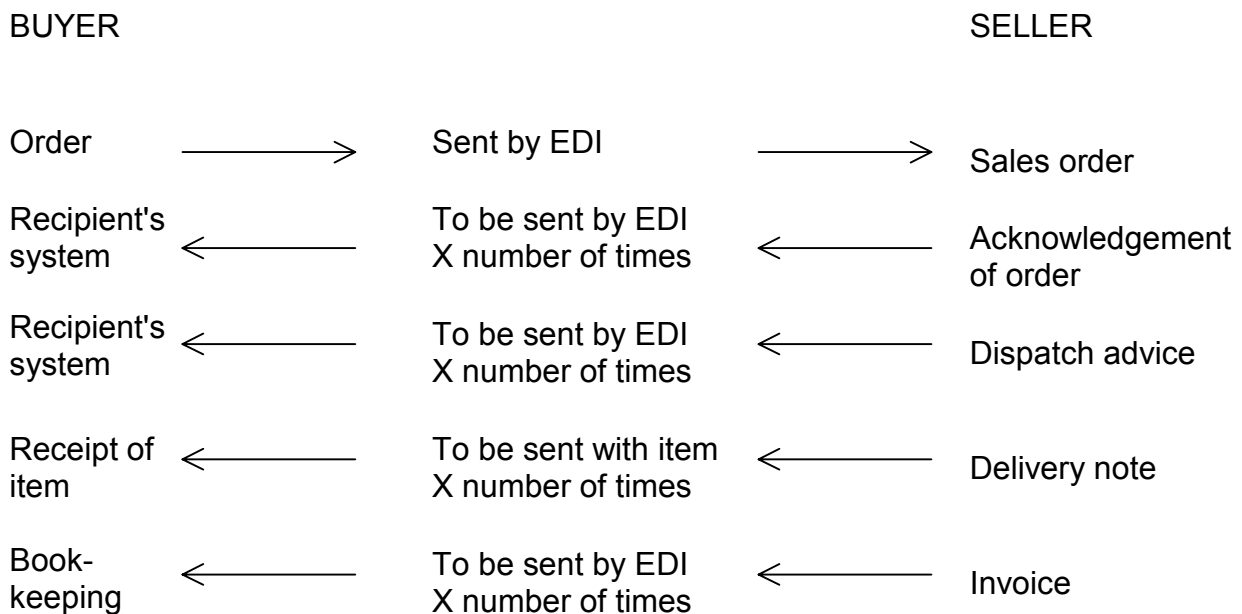 BUYER
SELLER
Order
Sent by EDI
Sales order
Recipient's
system
To be sent by EDI
X number of times
Acknowledgement
of order
Recipient's
system
To be sent by EDI
X number of times
Dispatch advice
Receipt of
item
To be sent with item
X number of times
Delivery note
Book-
keeping
To be sent by EDI
X number of times
Invoice